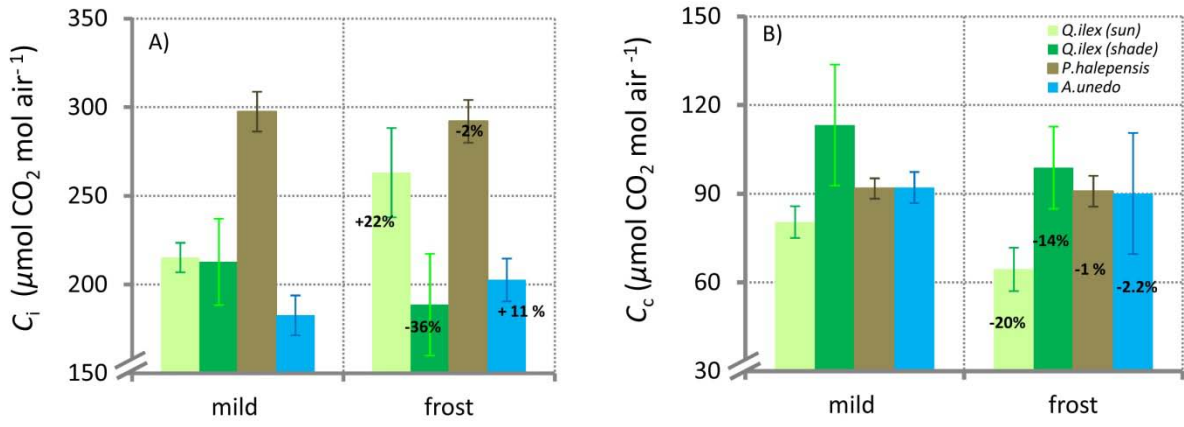 A)
C_i (μmol CO₂ mol air⁻¹)
350
300
250
200
150
+22%
-36%
-2%
+ 11 %
mild
frost
B)
C_c (μmol CO₂ mol air⁻¹)
150
120
90
60
30
Q.ilex (sun)
Q.ilex (shade)
P.halepensis
A.unedo
-20%
-14%
-1 %
-2.2%
mild
frost